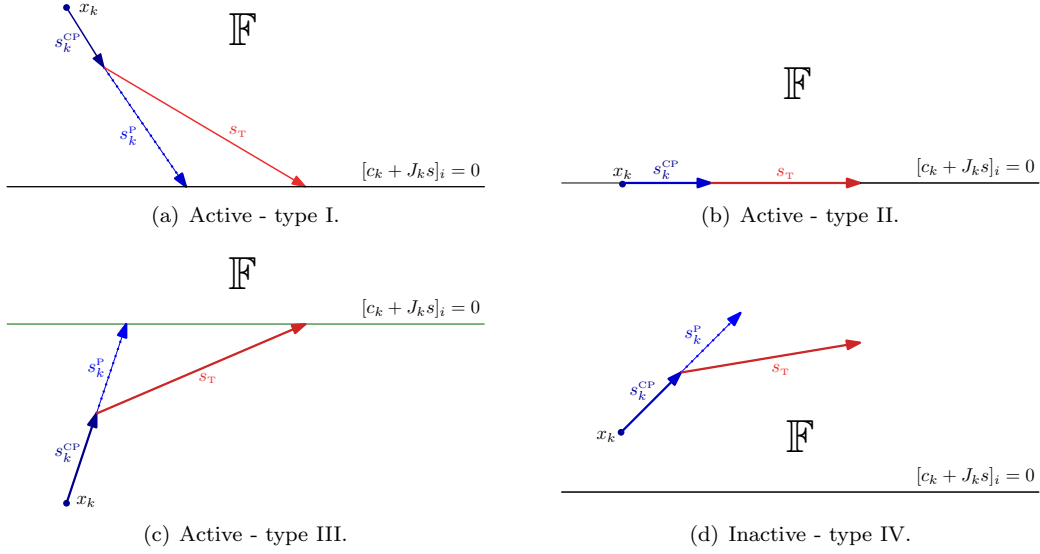 x_k
𝔽
s_k^CP
s_k^P
s_T
[c_k + J_k s]_i = 0
(a) Active - type I.
𝔽
x_k
s_k^CP
s_T
[c_k + J_k s]_i = 0
(b) Active - type II.
𝔽
[c_k + J_k s]_i = 0
s_k^P
s_T
s_k^CP
x_k
(c) Active - type III.
s_k^P
s_T
s_k^CP
x_k
𝔽
[c_k + J_k s]_i = 0
(d) Inactive - type IV.